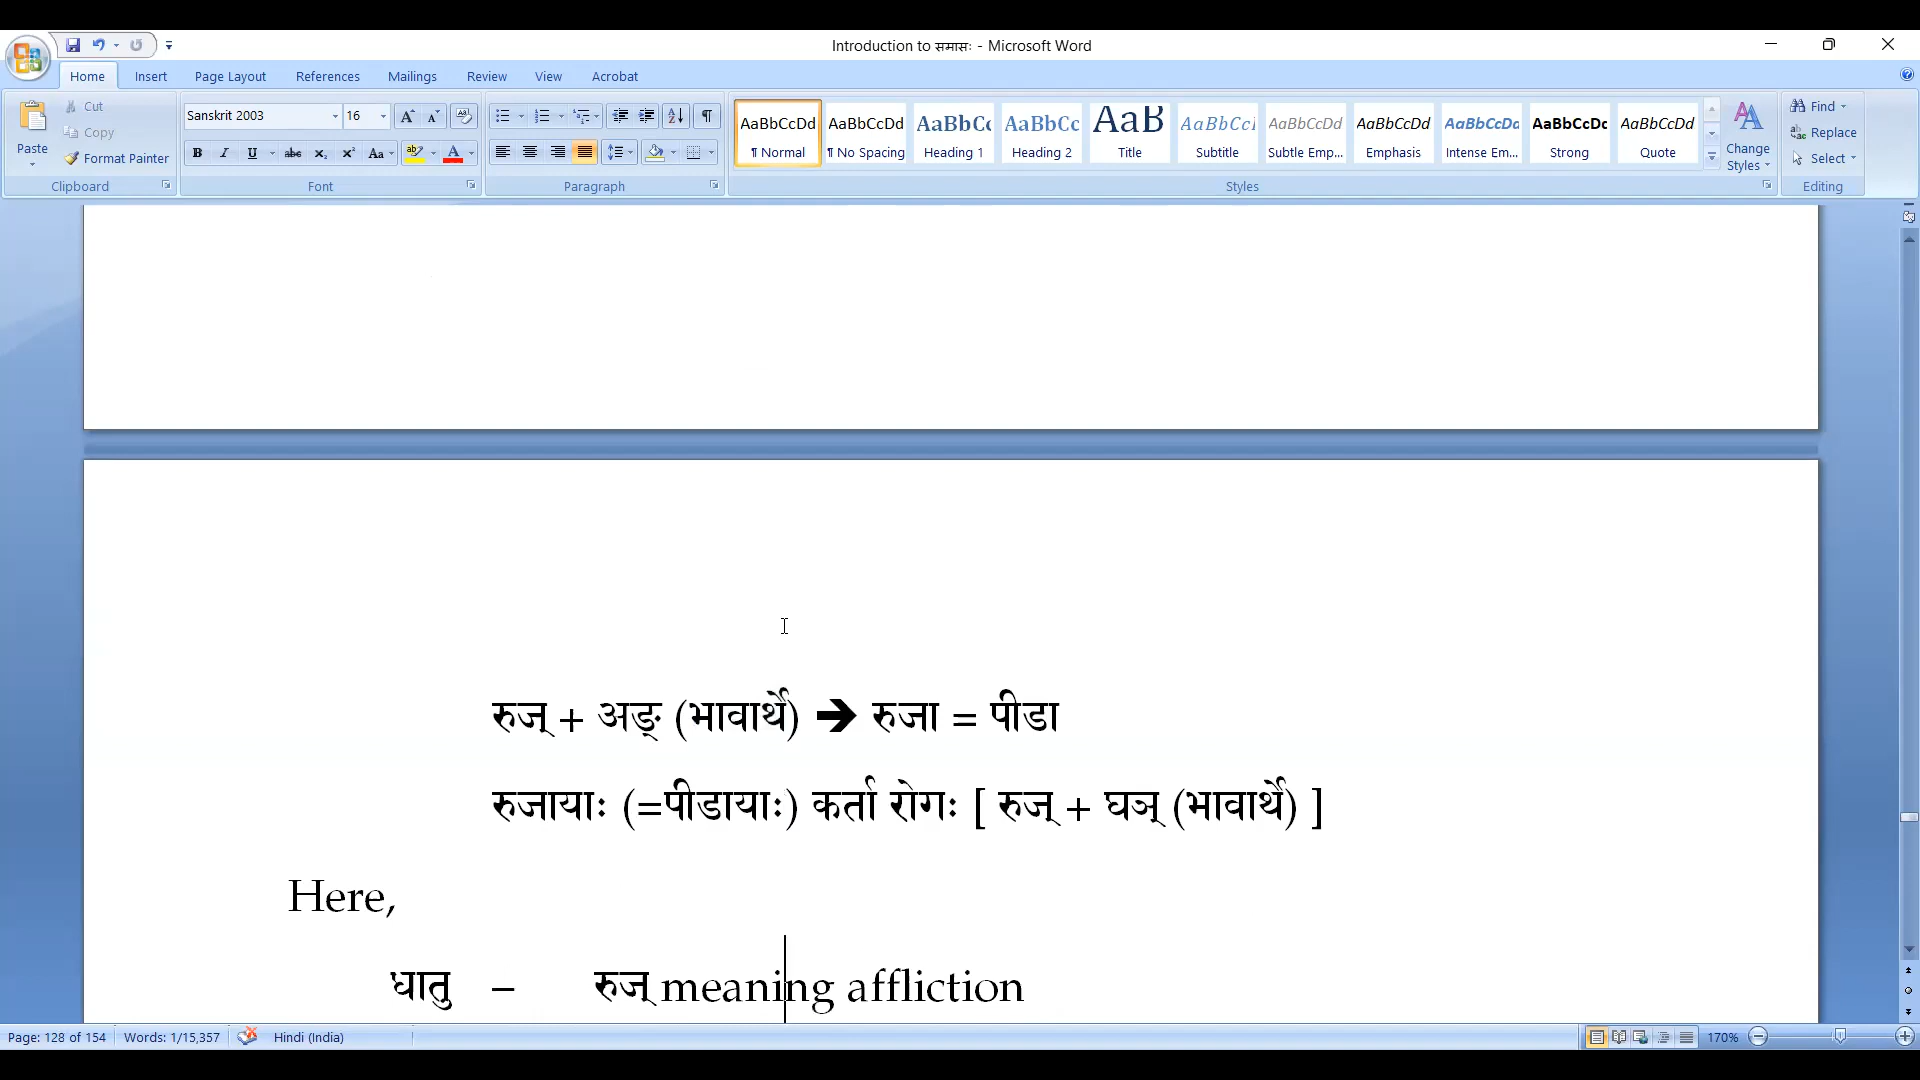 Introduction to समासः - Microsoft Word
Home Insert Page Layout References Mailings Review View Acrobat
Cut
Copy
Format Painter
Paste
Clipboard
Sanskrit 2003 16
Font
Paragraph
AaBbCcDd AaBbCcDd AaBbCc AaBbCc AaB AaBbCcI AaBbCcDd AaBbCcDd AaBbCcDd AaBbCcDc AaBbCcDd
¶ Normal ¶ No Spacing Heading 1 Heading 2 Title Subtitle Subtle Emp... Emphasis Intense Em... Strong Quote
Styles
Change Styles
Find
Replace
Select
Editing
रुज् + अङ् (भावार्थे) ➔ रुजा = पीडा
रुजायाः (=पीडायाः) कर्ता रोगः [ रुज् + घञ् (भावार्थे) ]
Here,
धातु – रुज् meaning affliction
Page: 128 of 154 Words: 1/15,357 Hindi (India) 170%